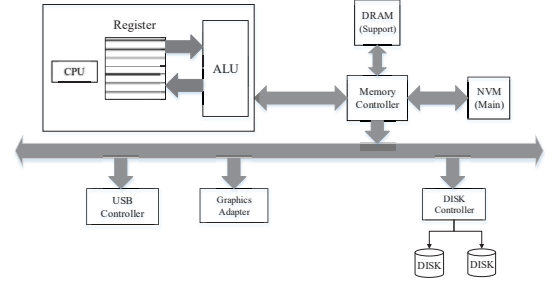 Register
CPU
ALU
DRAM
(Support)
Memory
Controller
NVM
(Main)
USB
Controller
Graphics
Adapter
DISK
Controller
DISK
DISK